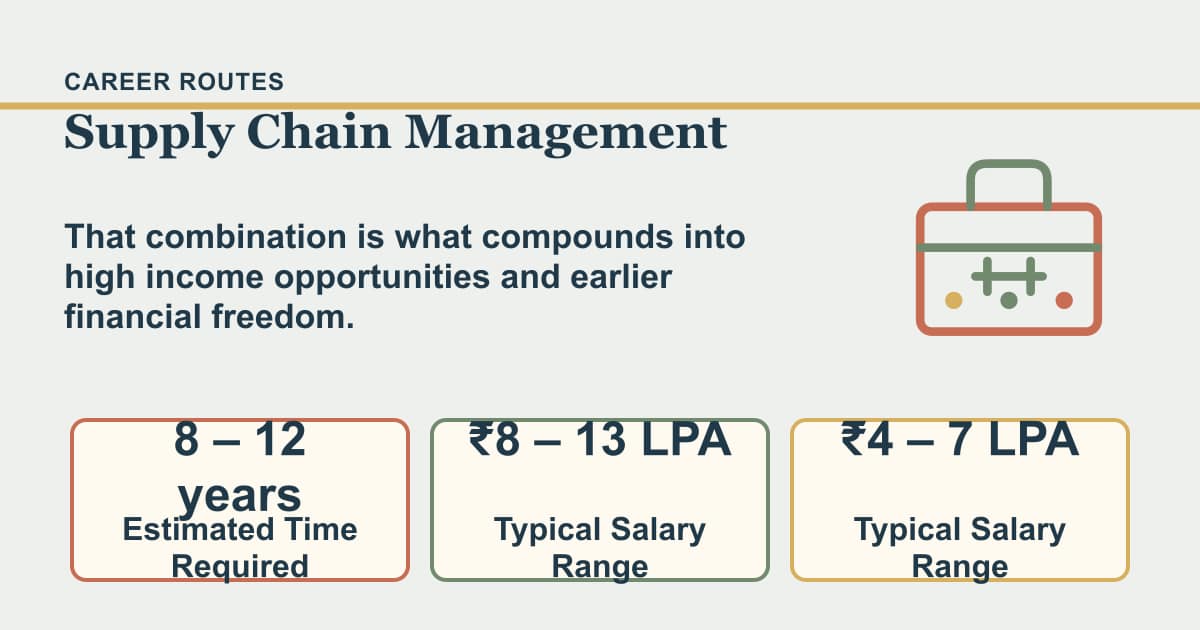 CAREER ROUTES
Supply Chain Management
That combination is what compounds into
high income opportunities and earlier
financial freedom.
8 – 12
years
Estimated Time
Required
₹8 – 13 LPA
Typical Salary
Range
₹4 – 7 LPA
Typical Salary
Range